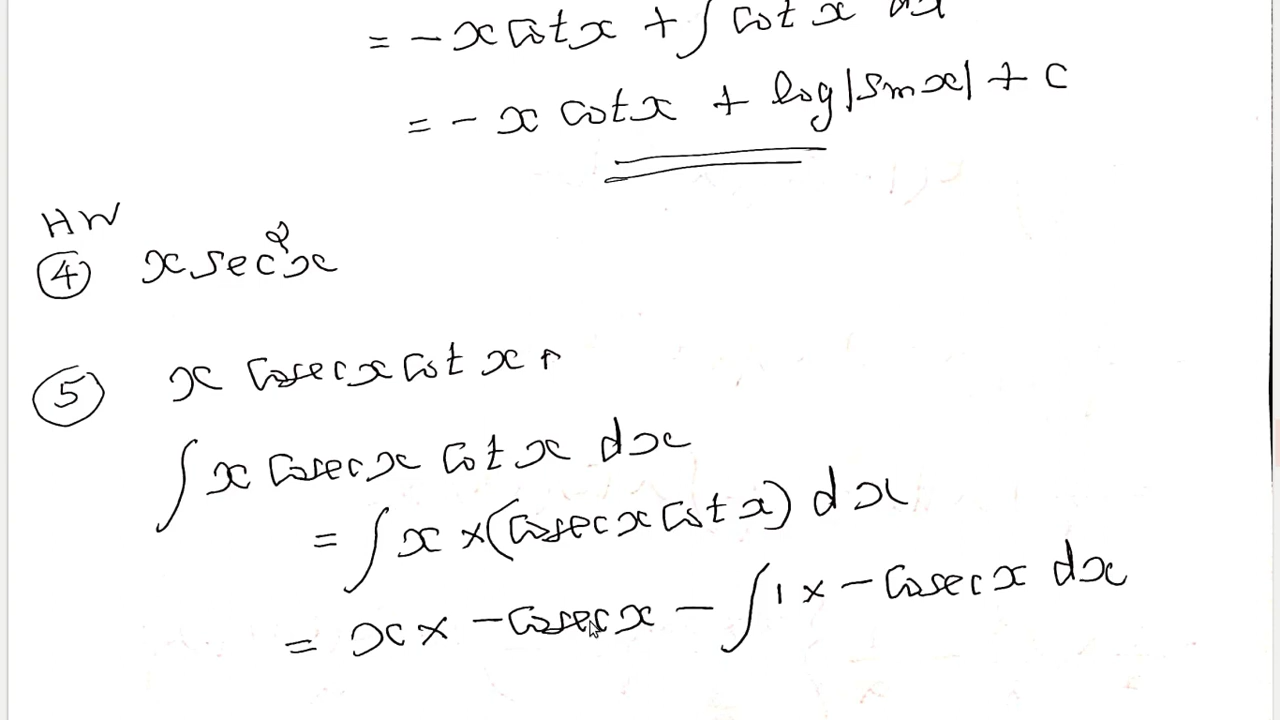 = - x cot x + ∫ cot x dx
= - x cot x + log|sin x| + c
HW
④ x sec²x
⑤ x cosec x cot x
∫ x cosec x cot x dx
= ∫ x × (cosec x cot x) dx
= x × - cosec x - ∫ 1 × - cosec x dx